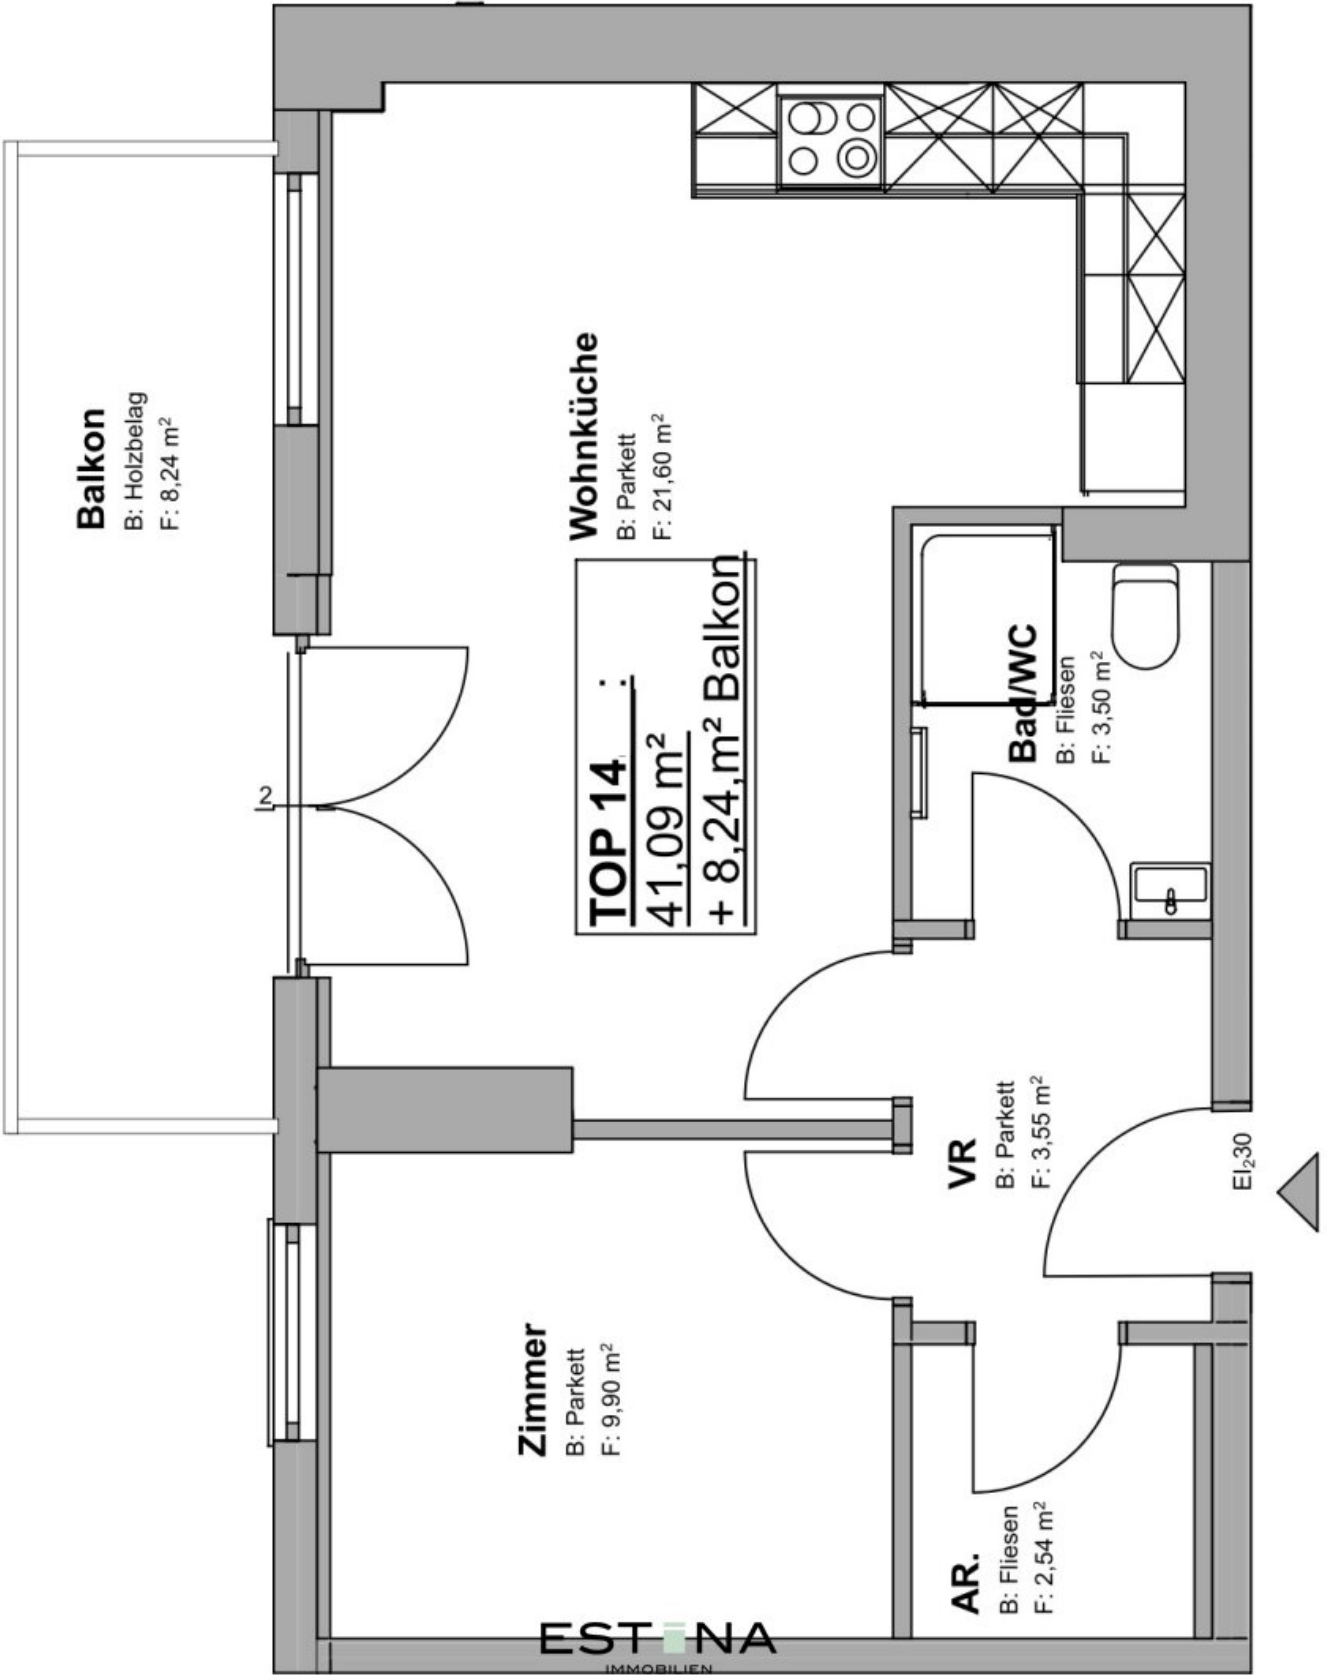 Balkon
B: Holzbelag
F: 8,24 m²
Wohnküche
B: Parkett
F: 21,60 m²
TOP 14 :
41,09 m²
+ 8,24 m² Balkon
2
Bad/WC
B: Fliesen
F: 3,50 m²
VR
B: Parkett
F: 3,55 m²
EI₂30
Zimmer
B: Parkett
F: 9,90 m²
AR.
B: Fliesen
F: 2,54 m²
ESTINA
IMMOBILIEN